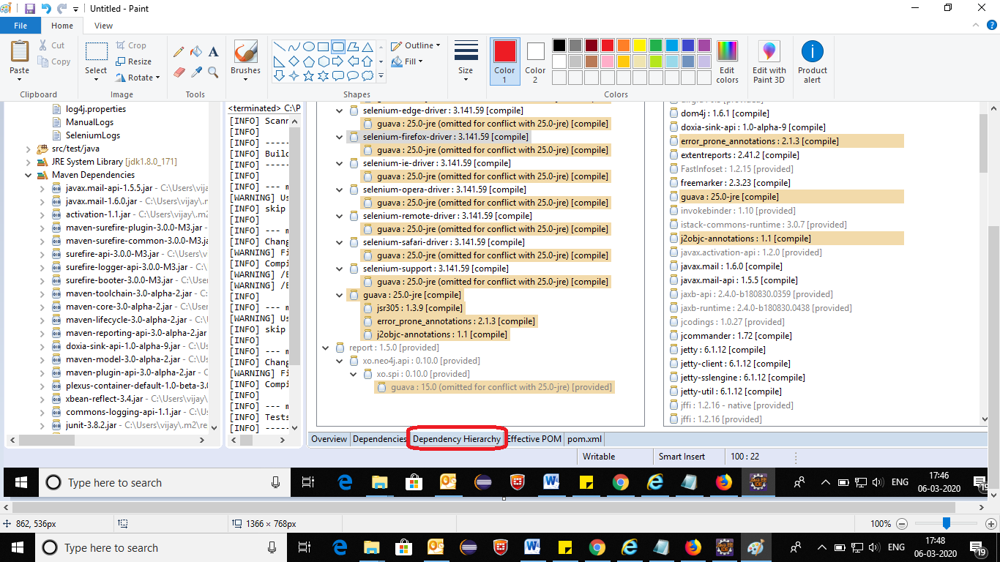 Untitled - Paint
File Home View
Paste
Cut
Copy
Clipboard
Select
Crop
Resize
Rotate
Image
Tools
Brushes
Shapes
Outline
Fill
Size
Color 1
Color 2
Colors
Edit colors
Edit with Paint 3D
Product alert
log4j.properties
ManualLogs
SeleniumLogs
src/test/java
JRE System Library [jdk1.8.0_171]
Maven Dependencies
javax.mail-api-1.5.5.jar - C:\Users\vija
javax.mail-1.6.0.jar - C:\Users\vijay\.n
activation-1.1.jar - C:\Users\vijay\.m2
maven-surefire-plugin-3.0.0-M3.ja
maven-surefire-common-3.0.0-M3.j
surefire-api-3.0.0-M3.jar - C:\Users\v
surefire-logger-api-3.0.0-M3.jar
surefire-booter-3.0.0-M3.jar - C:\Use
maven-toolchain-3.0-alpha-2.jar
maven-core-3.0-alpha-2.jar - C:\Use
maven-lifecycle-3.0-alpha-2.jar
maven-reporting-api-3.0-alpha-2.jar
doxia-sink-api-1.0-alpha-9.jar - C:\U
maven-model-3.0-alpha-2.jar
maven-plugin-api-3.0-alpha-2.jar
plexus-container-default-1.0-beta-3.
xbean-reflect-3.4.jar - C:\Users\vijay\
commons-logging-api-1.1.jar
junit-3.8.2.jar - C:\Users\vijay\.m2\re
<terminated> C:\P
[INFO] Scann
[INFO]
[INFO] -----
[INFO] Build
[INFO] -----
[INFO]
[INFO] --- m
[WARNING] Us
[INFO] skip
[INFO]
[INFO] --- m
[INFO] Chang
[WARNING] Fi
[INFO] Compi
[WARNING] /E
[WARNING] /E
[INFO]
[INFO] --- m
[WARNING] Us
[INFO] skip
[INFO]
[INFO] --- m
[INFO] Chang
[WARNING] Fi
[INFO] Compi
[INFO]
[INFO] --- m
[INFO] Tests
[INFO] -----
selenium-edge-driver : 3.141.59 [compile]
guava : 25.0-jre (omitted for conflict with 25.0-jre) [compile]
selenium-firefox-driver : 3.141.59 [compile]
guava : 25.0-jre (omitted for conflict with 25.0-jre) [compile]
selenium-ie-driver : 3.141.59 [compile]
guava : 25.0-jre (omitted for conflict with 25.0-jre) [compile]
selenium-opera-driver : 3.141.59 [compile]
guava : 25.0-jre (omitted for conflict with 25.0-jre) [compile]
selenium-remote-driver : 3.141.59 [compile]
guava : 25.0-jre (omitted for conflict with 25.0-jre) [compile]
selenium-safari-driver : 3.141.59 [compile]
guava : 25.0-jre (omitted for conflict with 25.0-jre) [compile]
selenium-support : 3.141.59 [compile]
guava : 25.0-jre (omitted for conflict with 25.0-jre) [compile]
guava : 25.0-jre [compile]
jsr305 : 1.3.9 [compile]
error_prone_annotations : 2.1.3 [compile]
j2objc-annotations : 1.1 [compile]
report : 1.5.0 [provided]
xo.neo4j.api : 0.10.0 [provided]
xo.spi : 0.10.0 [provided]
guava : 15.0 (omitted for conflict with 25.0-jre) [provided]
dom4j : 1.6.1 [compile]
doxia-sink-api : 1.0-alpha-9 [compile]
error_prone_annotations : 2.1.3 [compile]
extentreports : 2.41.2 [compile]
FastInfoset : 1.2.15 [provided]
freemarker : 2.3.23 [compile]
guava : 25.0-jre [compile]
invokebinder : 1.10 [provided]
istack-commons-runtime : 3.0.7 [provided]
j2objc-annotations : 1.1 [compile]
javax.activation-api : 1.2.0 [provided]
javax.mail : 1.6.0 [compile]
javax.mail-api : 1.5.5 [compile]
jaxb-api : 2.4.0-b180830.0359 [provided]
jaxb-runtime : 2.4.0-b180830.0438 [provided]
jcodings : 1.0.27 [provided]
jcommander : 1.72 [compile]
jetty : 6.1.12 [compile]
jetty-client : 6.1.12 [compile]
jetty-sslengine : 6.1.12 [compile]
jetty-util : 6.1.12 [compile]
jffi : 1.2.16 - native [provided]
jffi : 1.2.16 [provided]
Overview Dependencies Dependency Hierarchy Effective POM pom.xml
Writable Smart Insert 100 : 22
Type here to search
ENG
17:46
06-03-2020
19
862, 536px
1366 × 768px
100%
Type here to search
ENG
17:48
06-03-2020
19